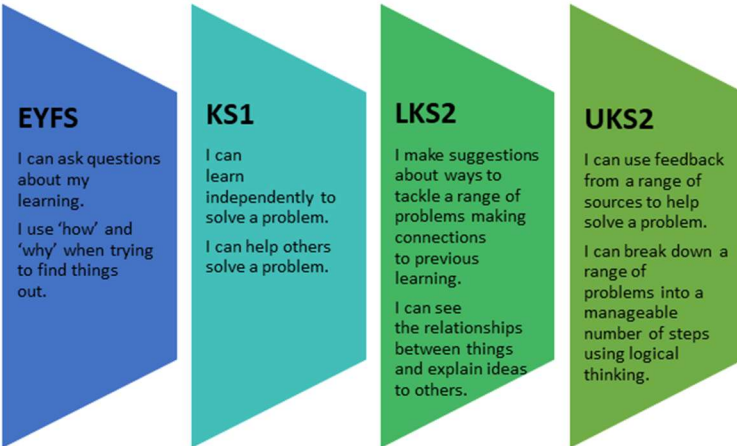 EYFS
I can ask questions
about my
learning.
I use ‘how’ and
‘why’ when trying
to find things
out.
KS1
I can
learn
independently to
solve a problem.
I can help others
solve a problem.
LKS2
I make suggestions
about ways to
tackle a range of
problems making
connections
to previous
learning.
I can see
the relationships
between things
and explain ideas
to others.
UKS2
I can use feedback
from a range of
sources to help
solve a problem.
I can break down a
range of
problems into a
manageable
number of steps
using logical
thinking.